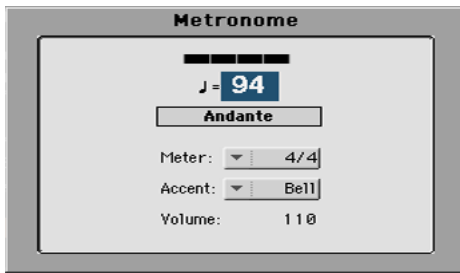 Metronome
♩= 94
Andante
Meter: 4/4
Accent: Bell
Volume: 110